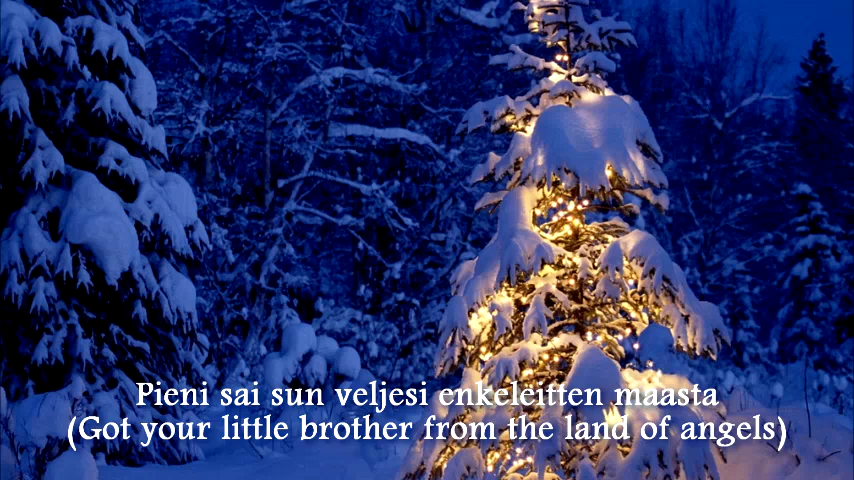 Pieni sai sun veljesi enkeleitten maasta
(Got your little brother from the land of angels)